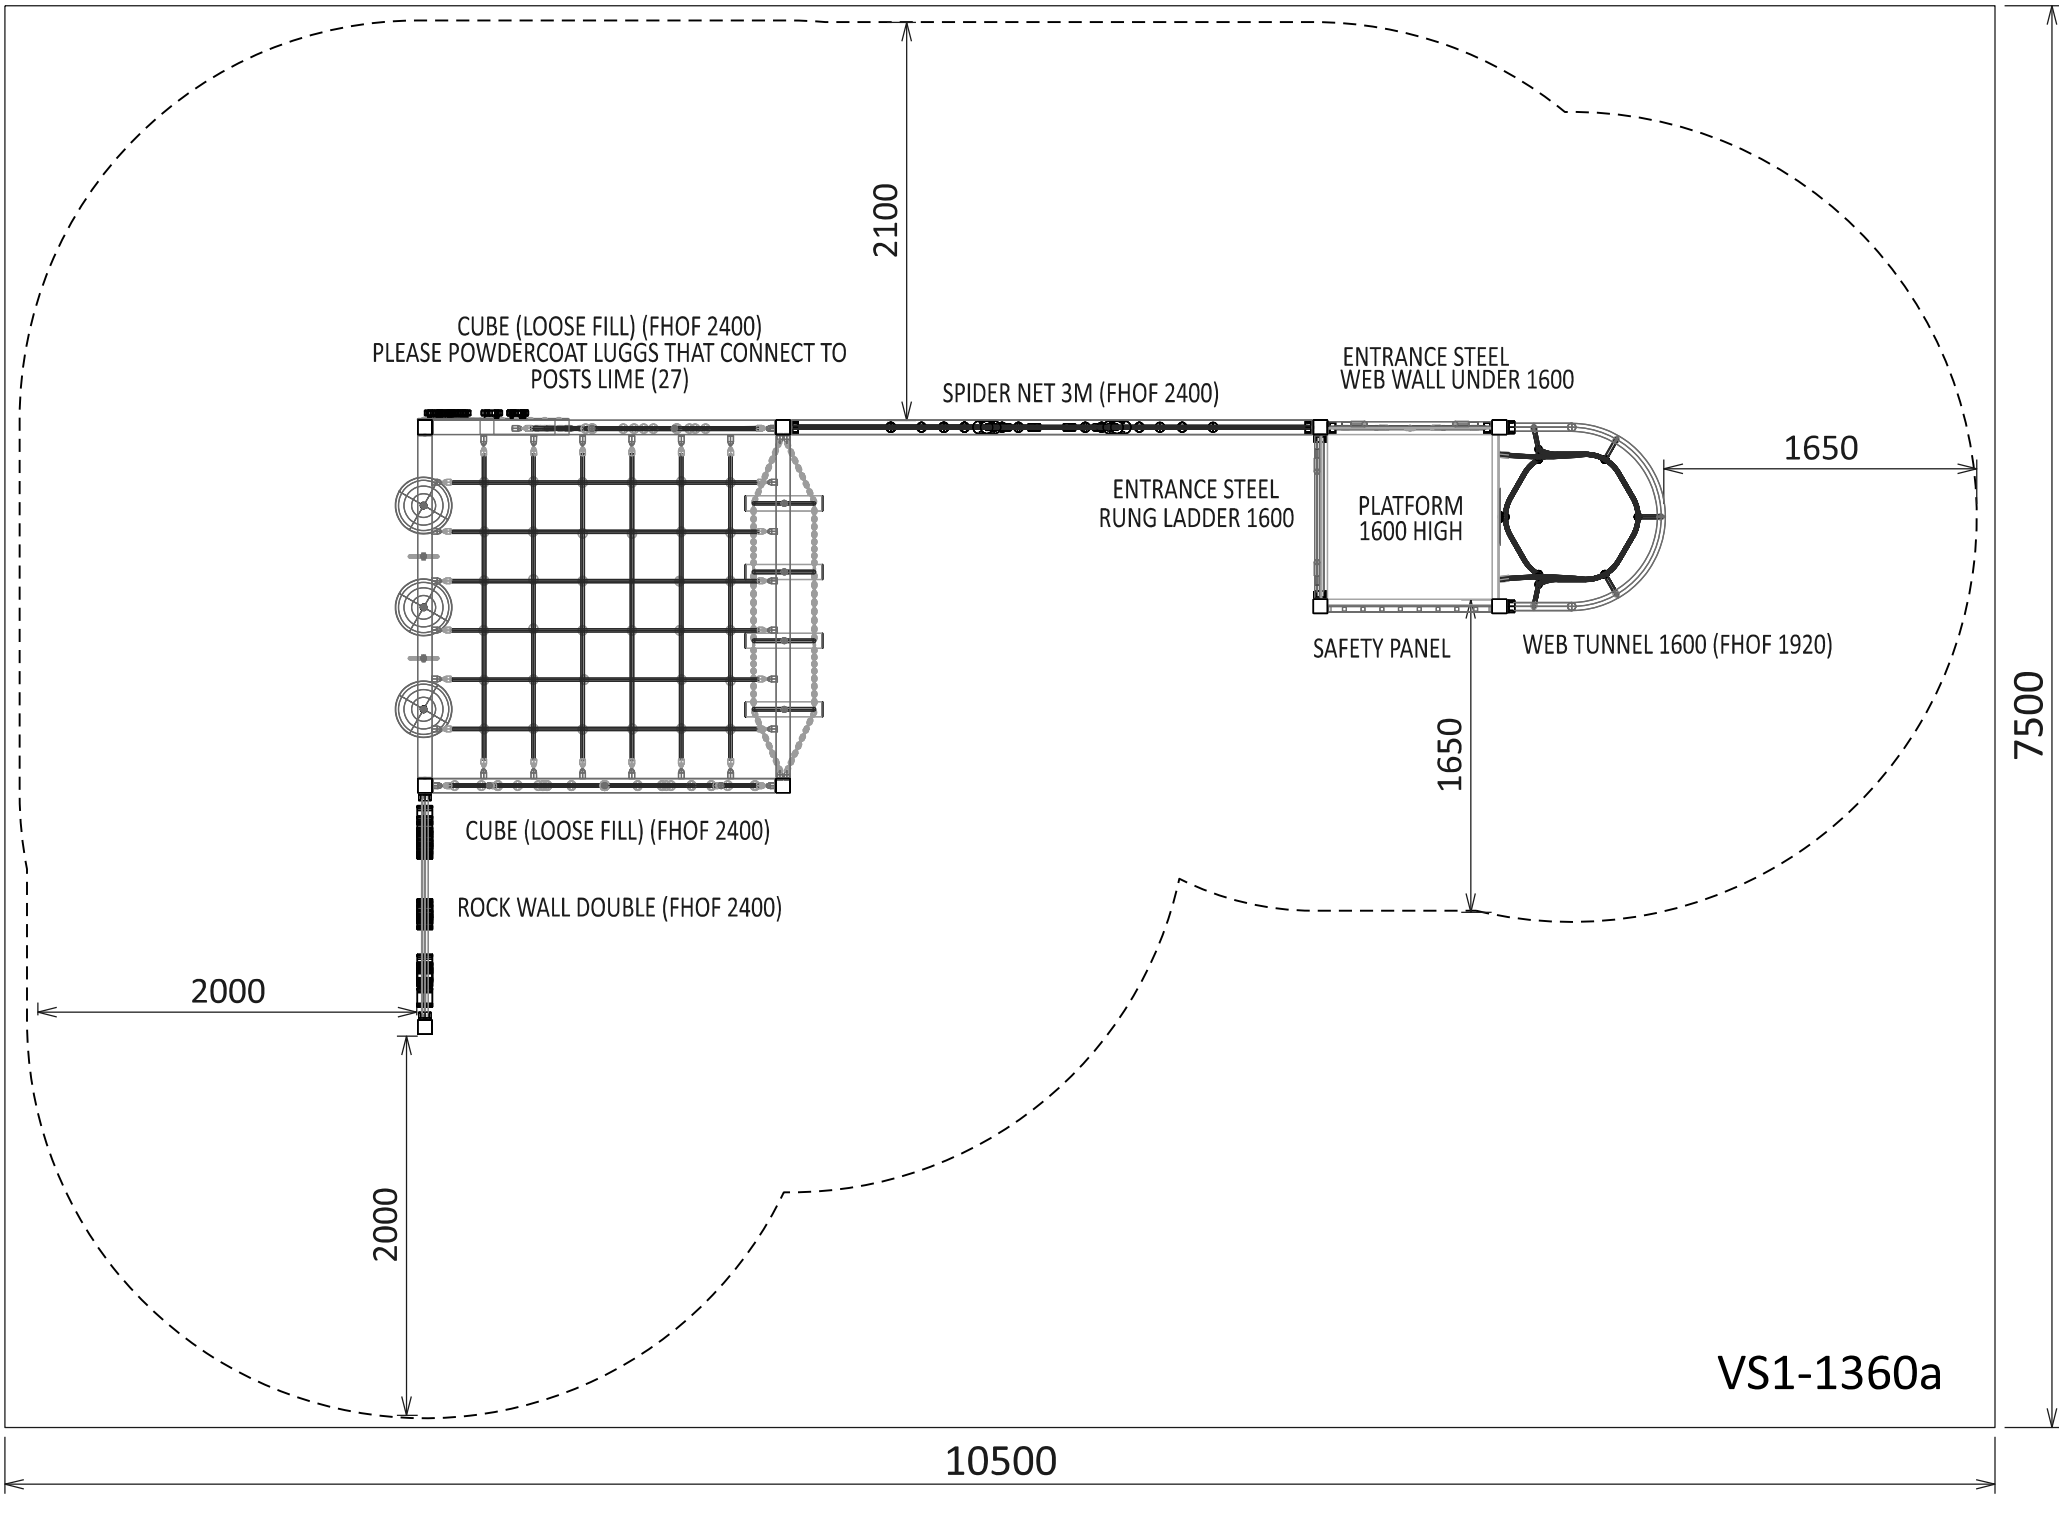 2100
CUBE (LOOSE FILL) (FHOF 2400)
PLEASE POWDERCOAT LUGGS THAT CONNECT TO
POSTS LIME (27)
SPIDER NET 3M (FHOF 2400)
ENTRANCE STEEL
WEB WALL UNDER 1600
1650
ENTRANCE STEEL
RUNG LADDER 1600
PLATFORM
1600 HIGH
SAFETY PANEL
WEB TUNNEL 1600 (FHOF 1920)
1650
7500
CUBE (LOOSE FILL) (FHOF 2400)
ROCK WALL DOUBLE (FHOF 2400)
2000
2000
VS1-1360a
10500